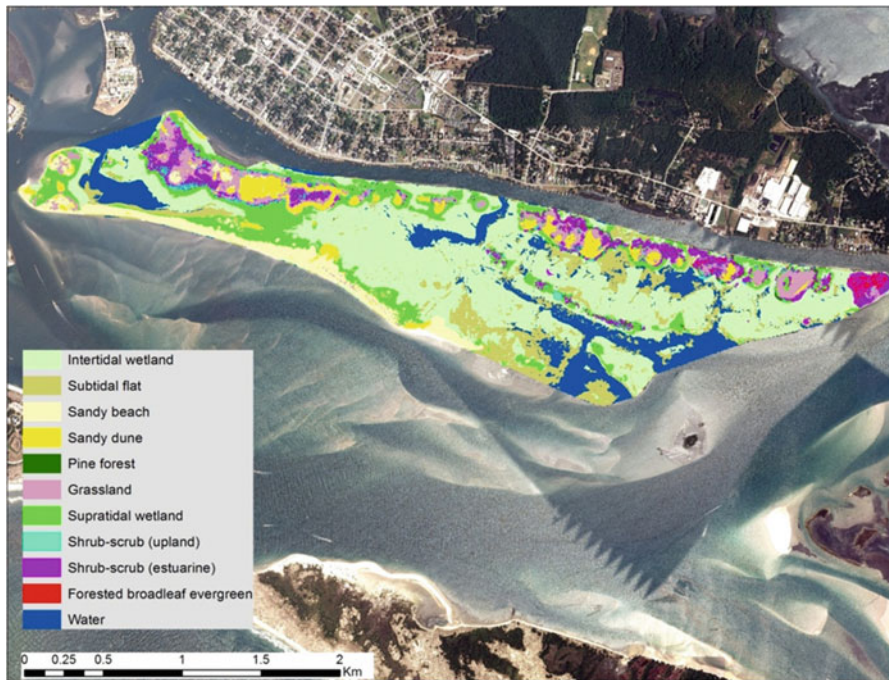 Intertidal wetland
Subtidal flat
Sandy beach
Sandy dune
Pine forest
Grassland
Supratidal wetland
Shrub-scrub (upland)
Shrub-scrub (estuarine)
Forested broadleaf evergreen
Water
0 0.25 0.5 1 1.5 2
Km